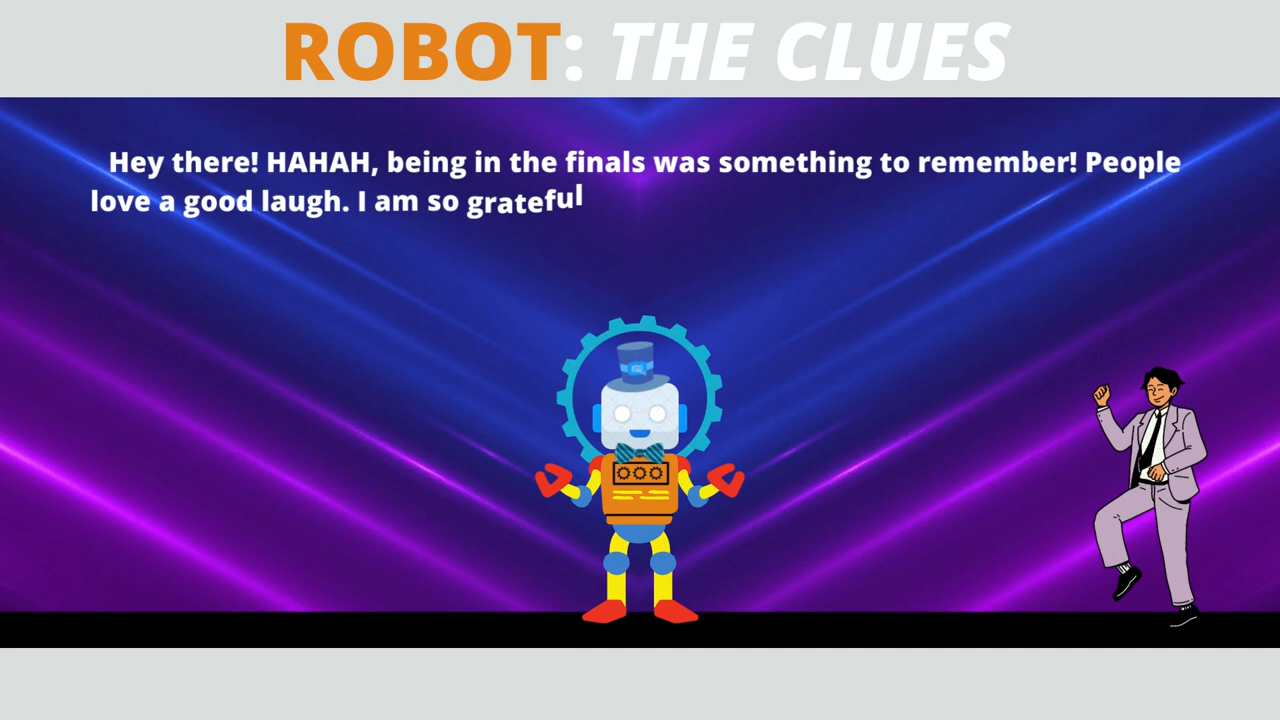 ROBOT: THE CLUES
Hey there! HAHAH, being in the finals was something to remember! People
love a good laugh. I am so grateful